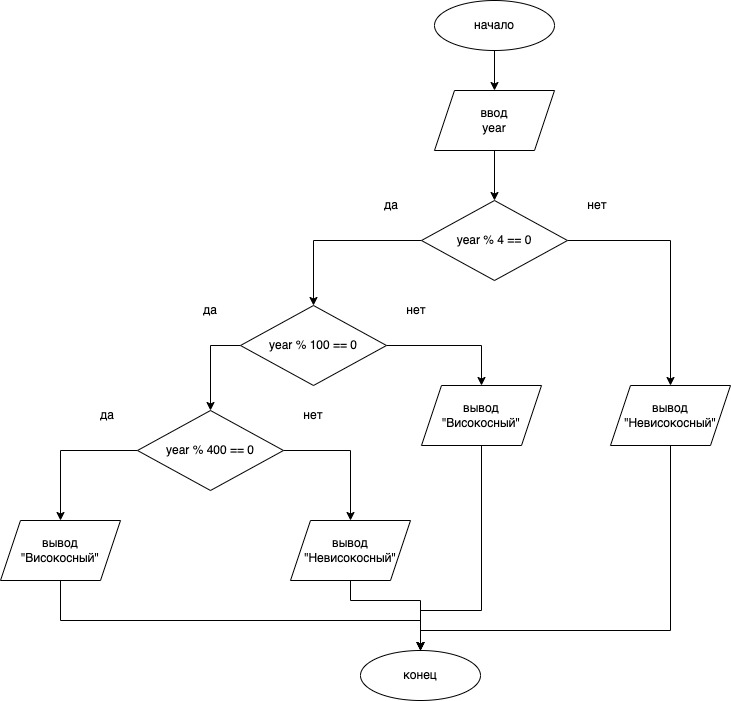 начало
ввод
year
да
нет
year % 4 == 0
да
нет
year % 100 == 0
да
нет
вывод
"Високосный"
вывод
"Невисокосный"
year % 400 == 0
вывод
"Високосный"
вывод
"Невисокосный"
конец